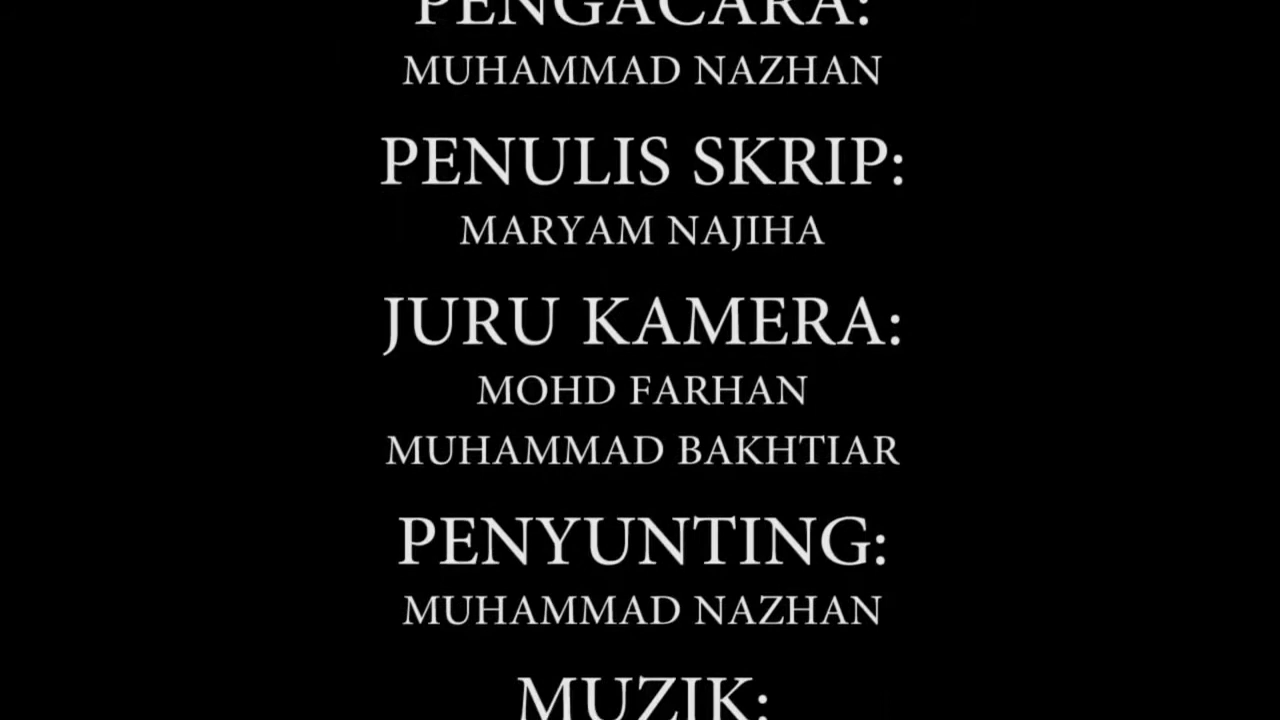 PENGACARA:
MUHAMMAD NAZHAN
PENULIS SKRIP:
MARYAM NAJIHA
JURU KAMERA:
MOHD FARHAN
MUHAMMAD BAKHTIAR
PENYUNTING:
MUHAMMAD NAZHAN
MUZIK: